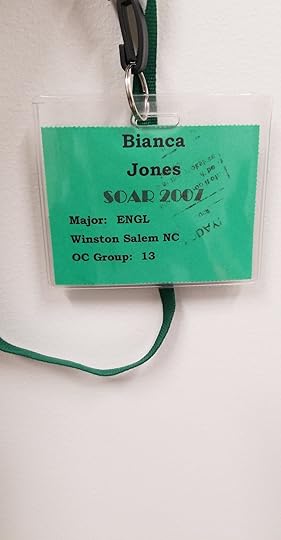 Bianca
Jones
SOAR 2007
Major: ENGL
Winston Salem NC
OC Group: 13